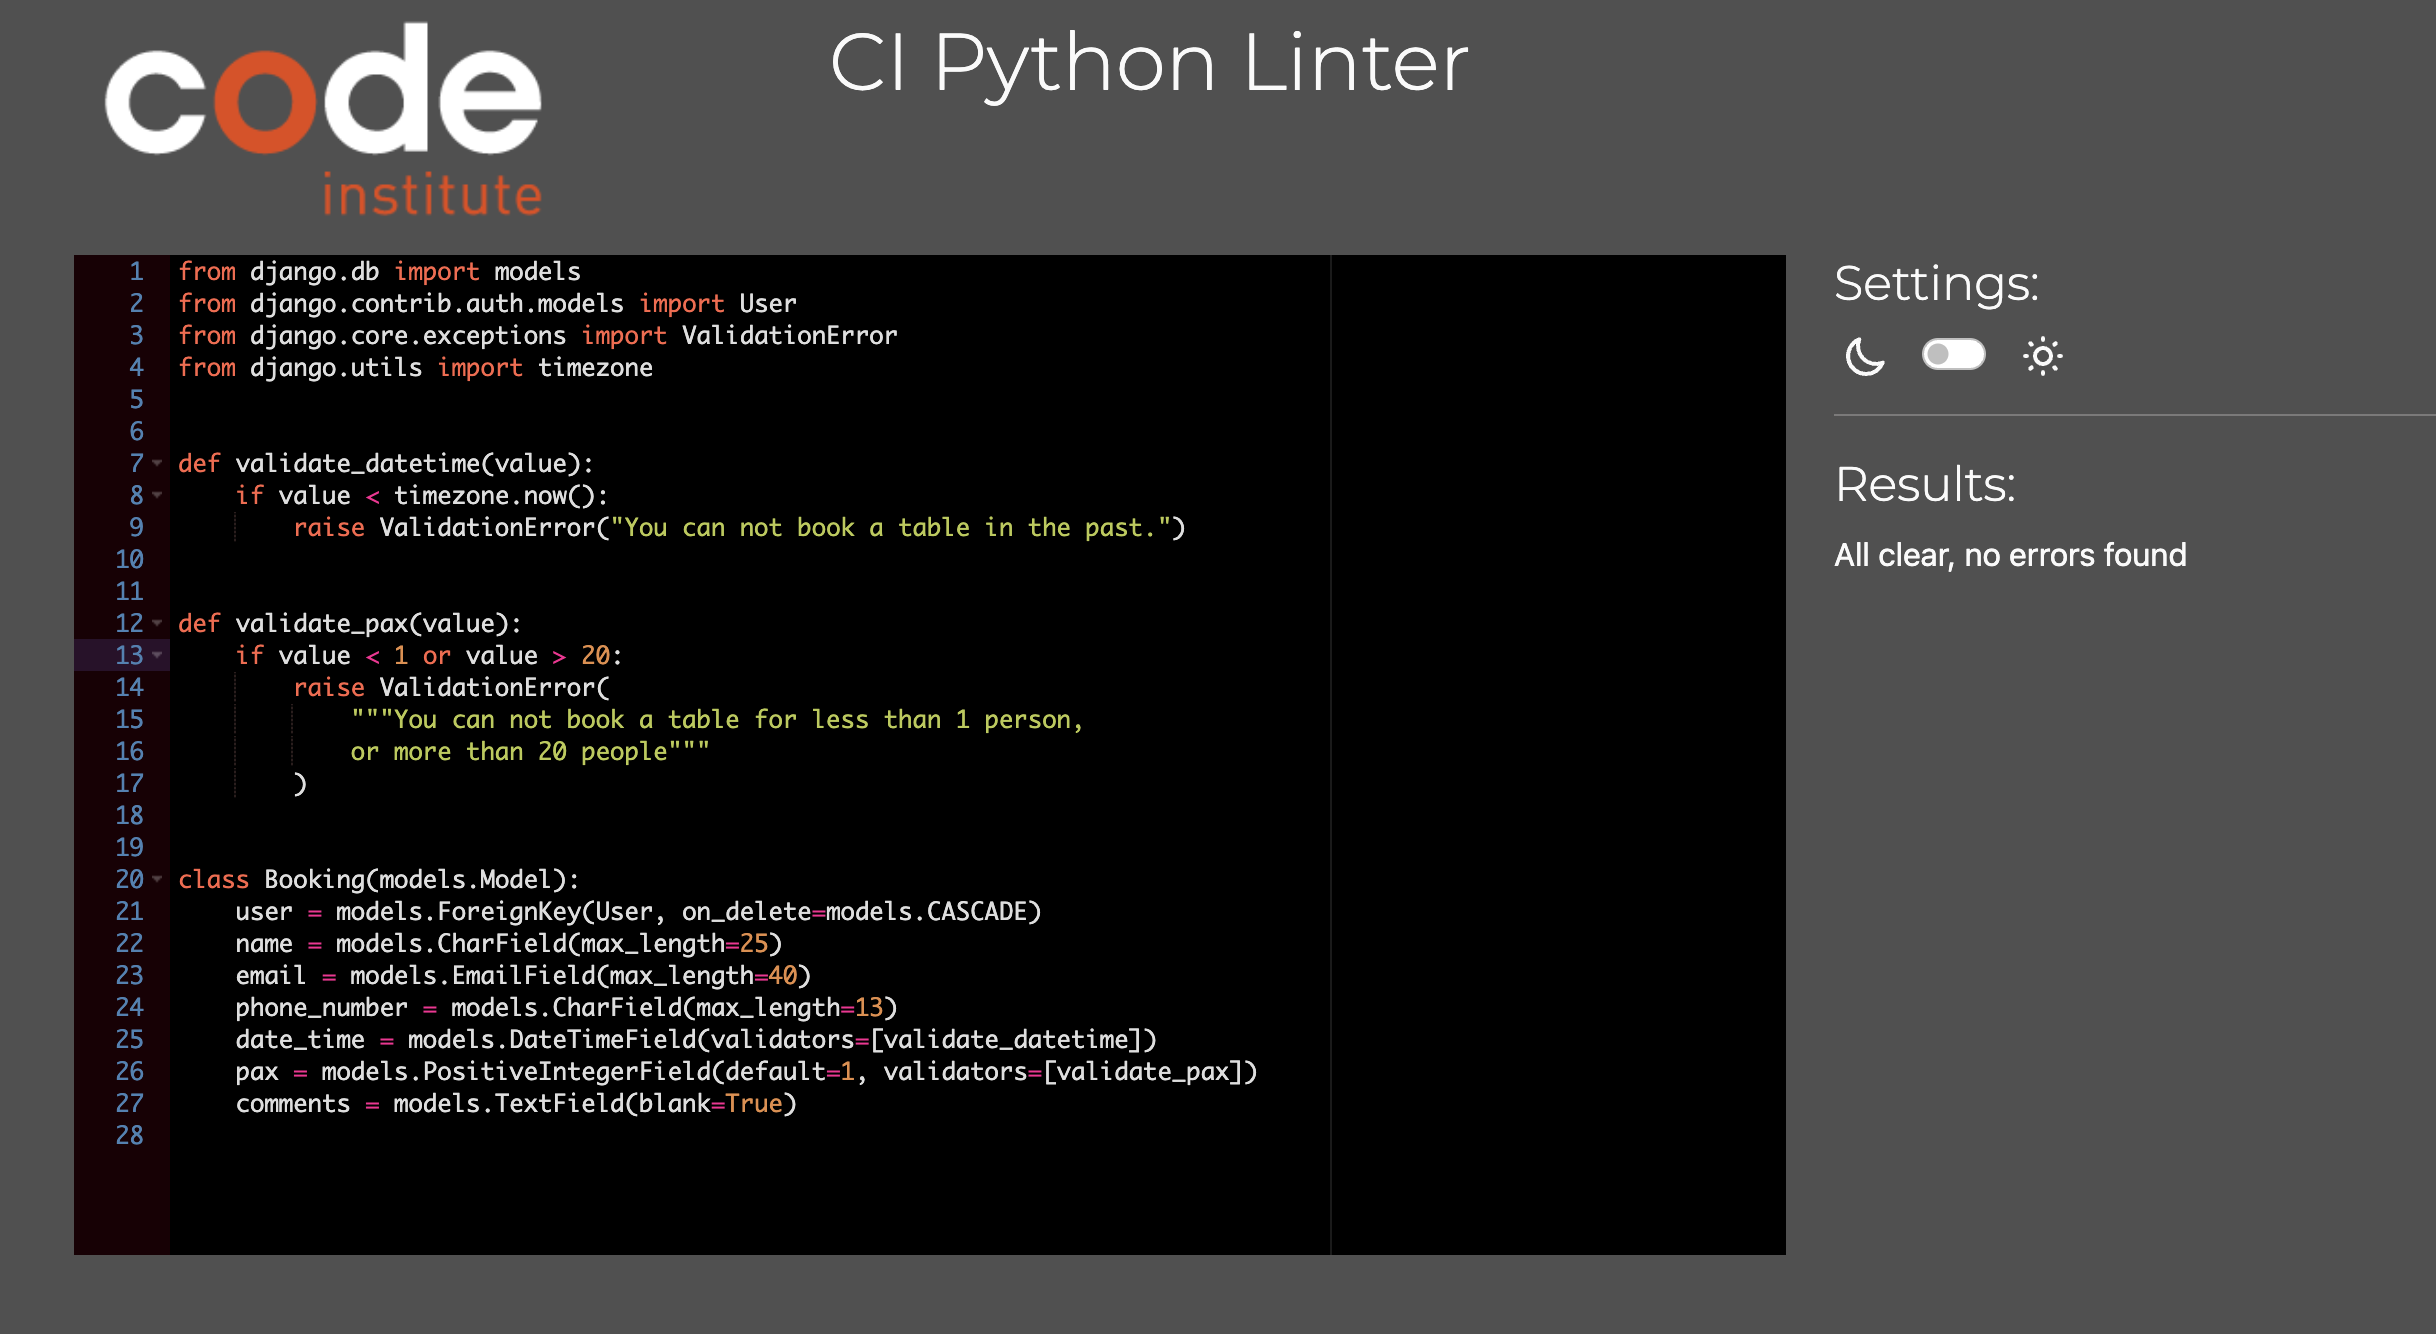 code
institute
CI Python Linter
1 from django.db import models
2 from django.contrib.auth.models import User
3 from django.core.exceptions import ValidationError
4 from django.utils import timezone
5
6
7 def validate_datetime(value):
8     if value < timezone.now():
9         raise ValidationError("You can not book a table in the past.")
10
11
12 def validate_pax(value):
13     if value < 1 or value > 20:
14         raise ValidationError(
15             """You can not book a table for less than 1 person,
16             or more than 20 people"""
17         )
18
19
20 class Booking(models.Model):
21     user = models.ForeignKey(User, on_delete=models.CASCADE)
22     name = models.CharField(max_length=25)
23     email = models.EmailField(max_length=40)
24     phone_number = models.CharField(max_length=13)
25     date_time = models.DateTimeField(validators=[validate_datetime])
26     pax = models.PositiveIntegerField(default=1, validators=[validate_pax])
27     comments = models.TextField(blank=True)
28
Settings:
Results:
All clear, no errors found